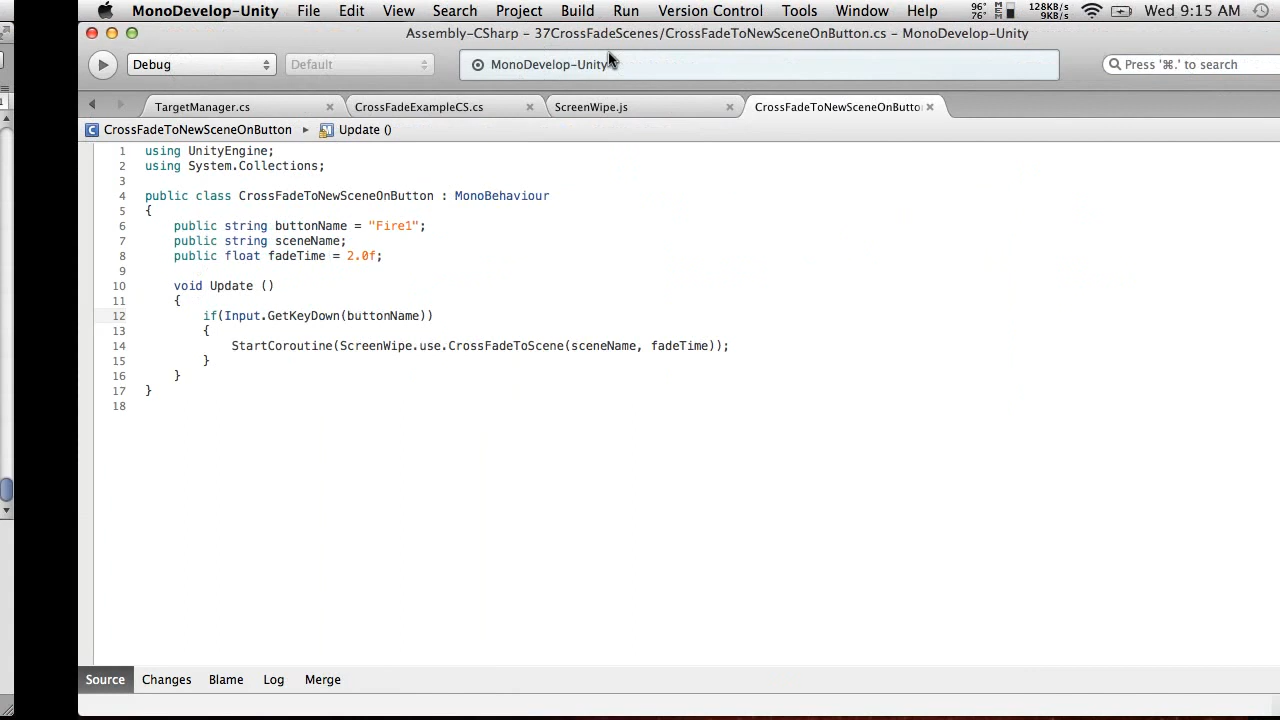 MonoDevelop-Unity File Edit View Search Project Build Run Version Control Tools Window Help 96° 76° 128KB/s 9KB/s Wed 9:15 AM
Assembly-CSharp – 37CrossFadeScenes/CrossFadeToNewSceneOnButton.cs – MonoDevelop-Unity
Debug Default MonoDevelop-Unity Press '⌘.' to search
TargetManager.cs CrossFadeExampleCS.cs ScreenWipe.js CrossFadeToNewSceneOnButto
CrossFadeToNewSceneOnButton ▸ Update ()
1 using UnityEngine;
2 using System.Collections;
3
4 public class CrossFadeToNewSceneOnButton : MonoBehaviour
5 {
6 public string buttonName = "Fire1";
7 public string sceneName;
8 public float fadeTime = 2.0f;
9
10 void Update ()
11 {
12 if(Input.GetKeyDown(buttonName))
13 {
14 StartCoroutine(ScreenWipe.use.CrossFadeToScene(sceneName, fadeTime));
15 }
16 }
17 }
18
Source Changes Blame Log Merge